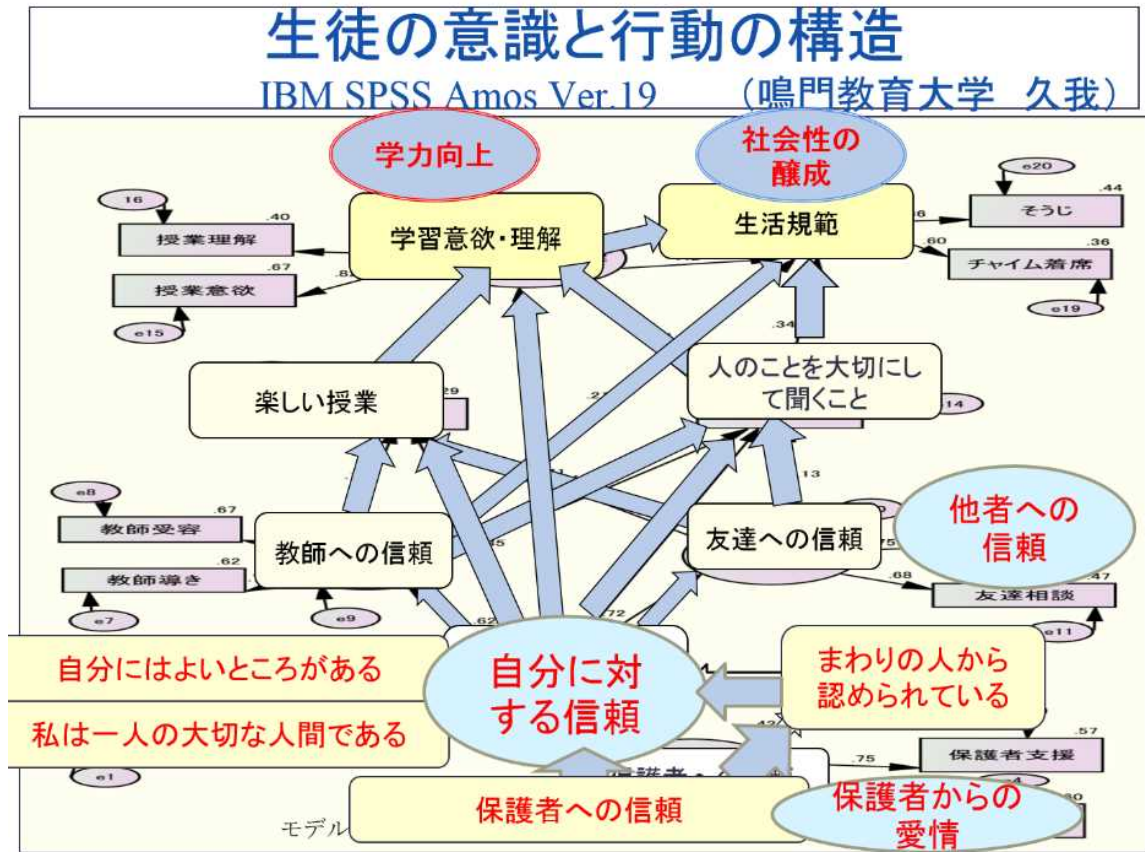 生徒の意識と行動の構造
IBM SPSS Amos Ver.19 （鳴門教育大学 久我）
学力向上
社会性の
醸成
e20
16
.40
.44
授業理解
学習意欲・理解
生活規範
そうじ
.67
.60
.36
授業意欲
チャイム着席
e15
e19
.34
楽しい授業
29
.2
人のことを大切にし
て聞くこと
14
.13
e8
.67
教師受容
教師への信頼
45
友達への信頼
75
他者への
信頼
.62
教師導き
.68
.47
友達相談
e7
e9
.62
.72
e11
自分にはよいところがある
自分に対
する信頼
まわりの人から
認められている
私は一人の大切な人間である
.42
.57
.75
保護者支援
e1
e4
保護者への信頼
保護者からの
愛情
モデル